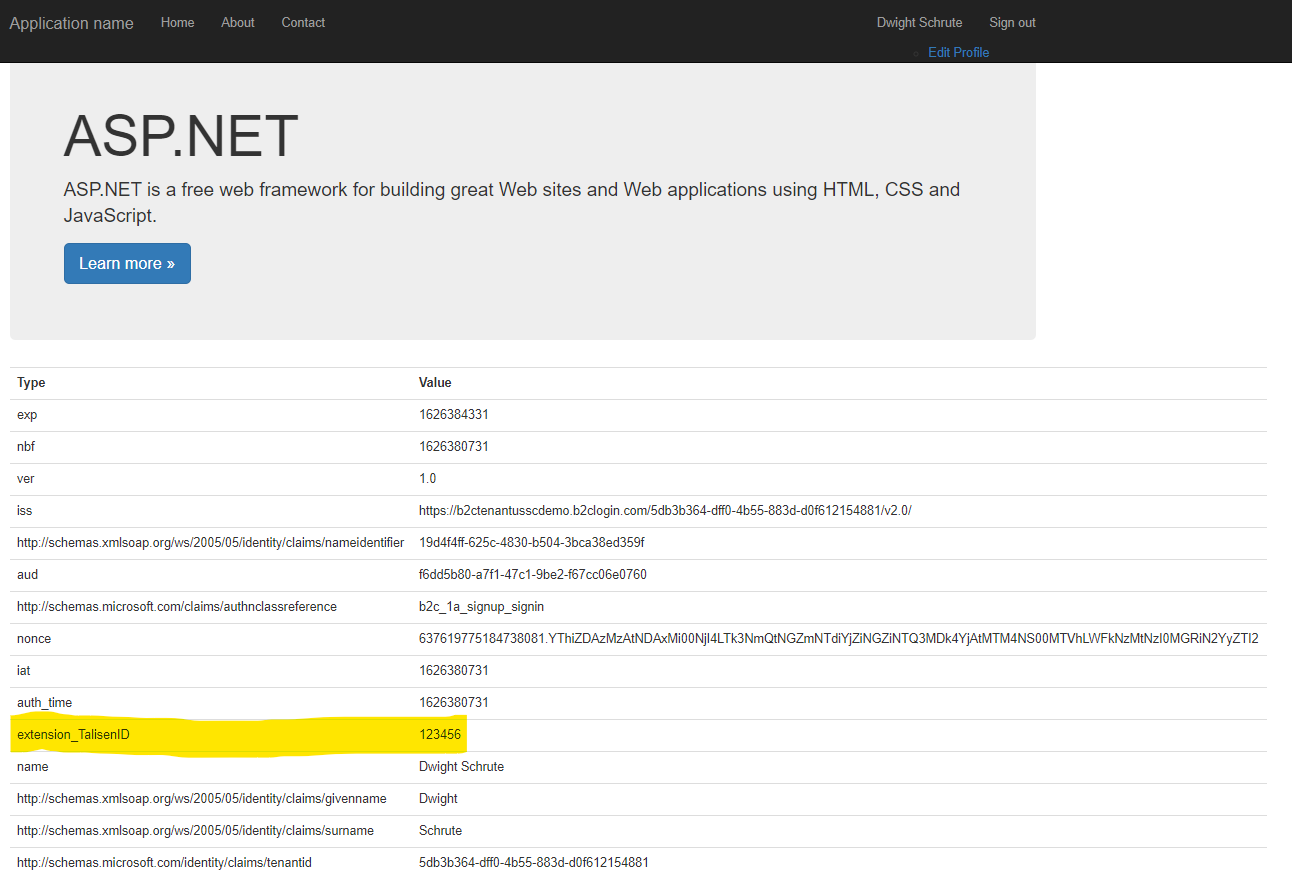 Application name Home About Contact Dwight Schrute Sign out
Edit Profile
ASP.NET
ASP.NET is a free web framework for building great Web sites and Web applications using HTML, CSS and
JavaScript.
Learn more »
Type Value
exp 1626384331
nbf 1626380731
ver 1.0
iss https://b2ctenantusscdemo.b2clogin.com/5db3b364-dff0-4b55-883d-d0f612154881/v2.0/
http://schemas.xmlsoap.org/ws/2005/05/identity/claims/nameidentifier 19d4f4ff-625c-4830-b504-3bca38ed359f
aud f6dd5b80-a7f1-47c1-9be2-f67cc06e0760
http://schemas.microsoft.com/claims/authnclassreference b2c_1a_signup_signin
nonce 637619775184738081.YThiZDAzMzAtNDAxMi00NjI4LTk3NmQtNGZmNTdiYjZiNGZiNTQ3MDk4YjAtMTM4NS00MTVhLWFkNzMtNzI0MGRiN2YyZTI2
iat 1626380731
auth_time 1626380731
extension_TalisenID 123456
name Dwight Schrute
http://schemas.xmlsoap.org/ws/2005/05/identity/claims/givenname Dwight
http://schemas.xmlsoap.org/ws/2005/05/identity/claims/surname Schrute
http://schemas.microsoft.com/identity/claims/tenantid 5db3b364-dff0-4b55-883d-d0f612154881